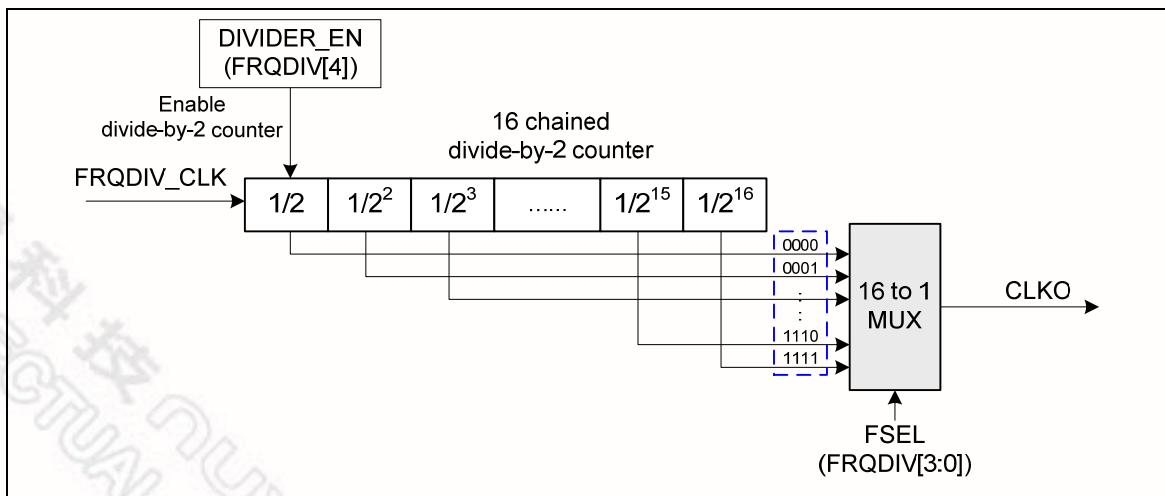 DIVIDER_EN
(FRQDIV[4])
Enable
divide-by-2 counter
16 chained
divide-by-2 counter
FRQDIV_CLK
1/2 1/2² 1/2³ ...... 1/2¹⁵ 1/2¹⁶
0000
0001
:
:
1110
1111
16 to 1
MUX
CLKO
FSEL
(FRQDIV[3:0])
科技